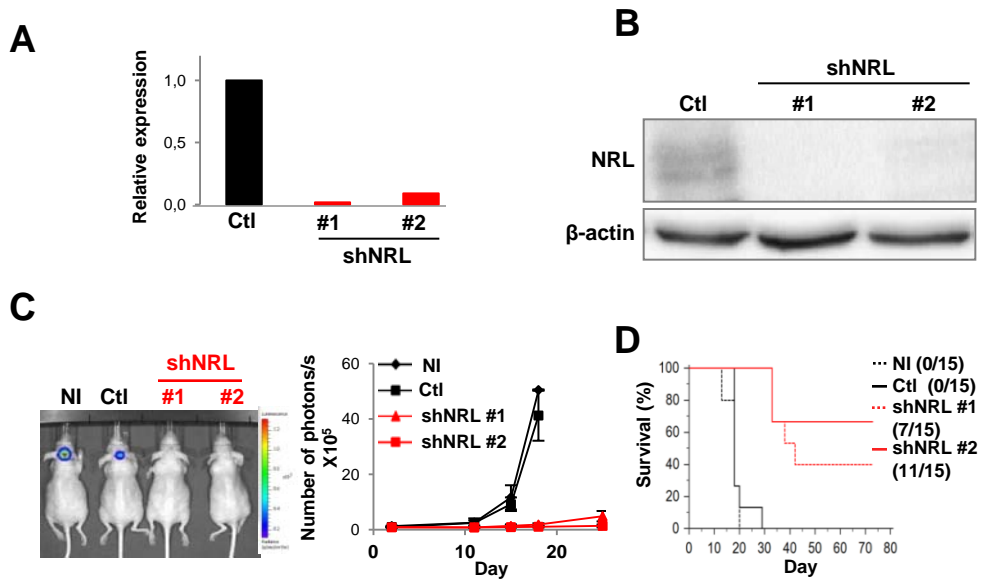 A
Relative expression
1,0
0,5
0,0
Ctl
#1
#2
shNRL
B
shNRL
Ctl
#1
#2
NRL
β-actin
C
shNRL
NI
Ctl
#1
#2
Number of photons/s
X10⁵
60
40
20
0
0
10
20
Day
NI
Ctl
shNRL #1
shNRL #2
D
Survival (%)
100
80
60
40
20
0
0 10 20 30 40 50 60 70 80
Day
NI (0/15)
Ctl (0/15)
shNRL #1
(7/15)
shNRL #2
(11/15)